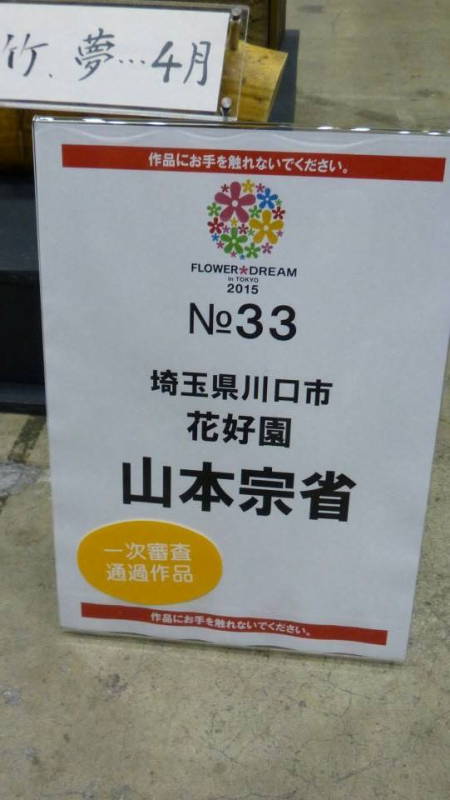 竹、夢…4月
作品にお手を触れないでください。
FLOWER★DREAM
in TOKYO
2015
№33
埼玉県川口市
花好園
山本宗省
一次審査
通過作品
作品にお手を触れないでください。